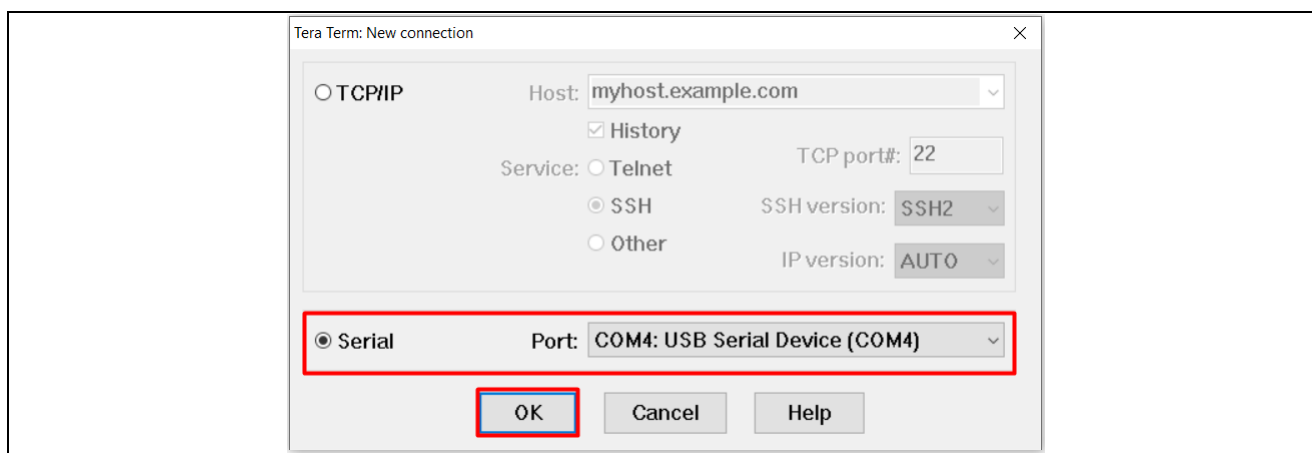 Tera Term: New connection
TCP/IP Host: myhost.example.com
History
Service: Telnet TCP port#: 22
SSH SSH version: SSH2
Other IP version: AUTO
Serial Port: COM4: USB Serial Device (COM4)
OK Cancel Help